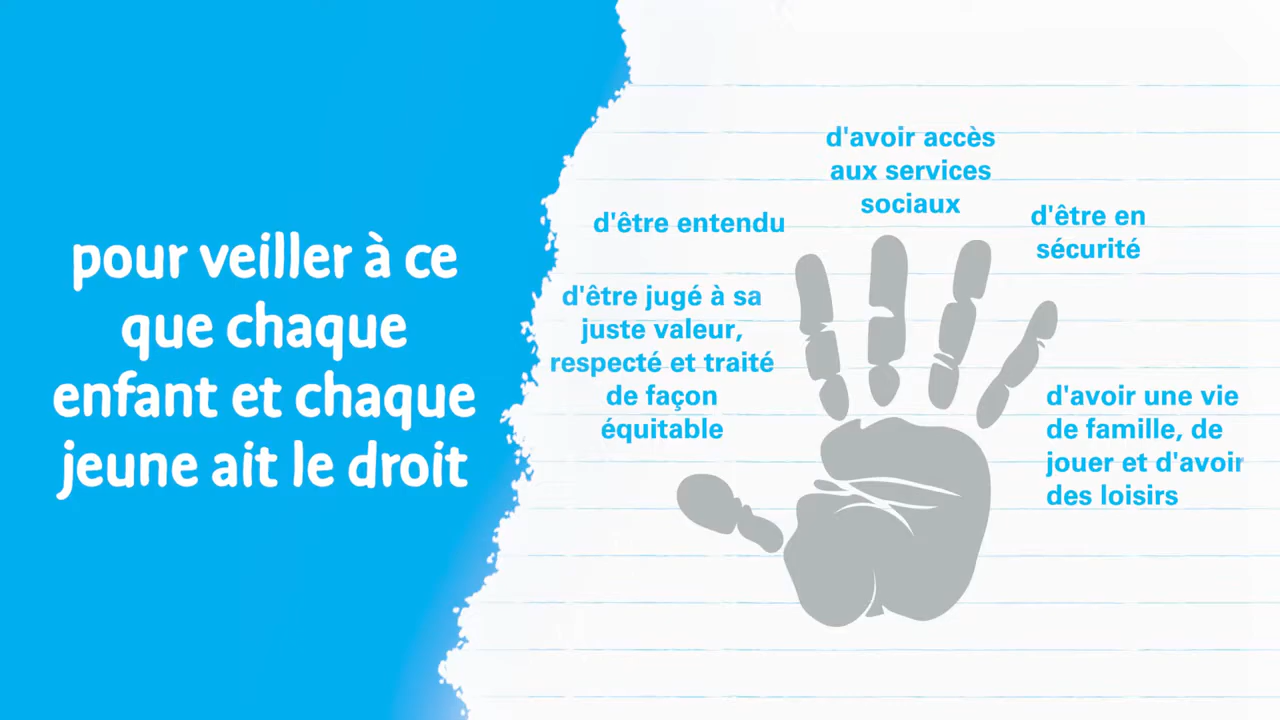 pour veiller à ce
que chaque
enfant et chaque
jeune ait le droit
d'être jugé à sa
juste valeur,
respecté et traité
de façon
équitable
d'être entendu
d'avoir accès
aux services
sociaux
d'être en
sécurité
d'avoir une vie
de famille, de
jouer et d'avoir
des loisirs